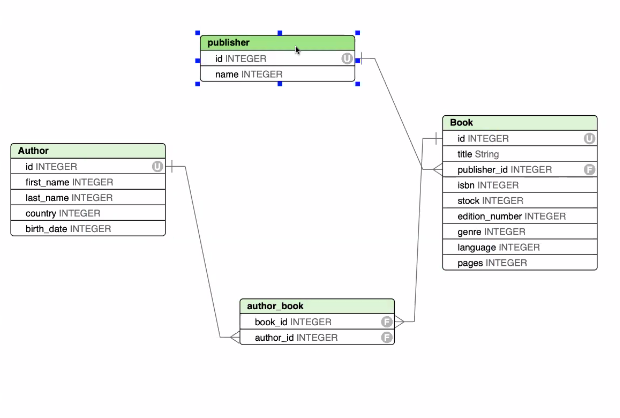 publisher
id INTEGER U
name INTEGER
Book
id INTEGER U
title String
publisher_id INTEGER F
isbn INTEGER
stock INTEGER
edition_number INTEGER
genre INTEGER
language INTEGER
pages INTEGER
Author
id INTEGER U
first_name INTEGER
last_name INTEGER
country INTEGER
birth_date INTEGER
author_book
book_id INTEGER F
author_id INTEGER F